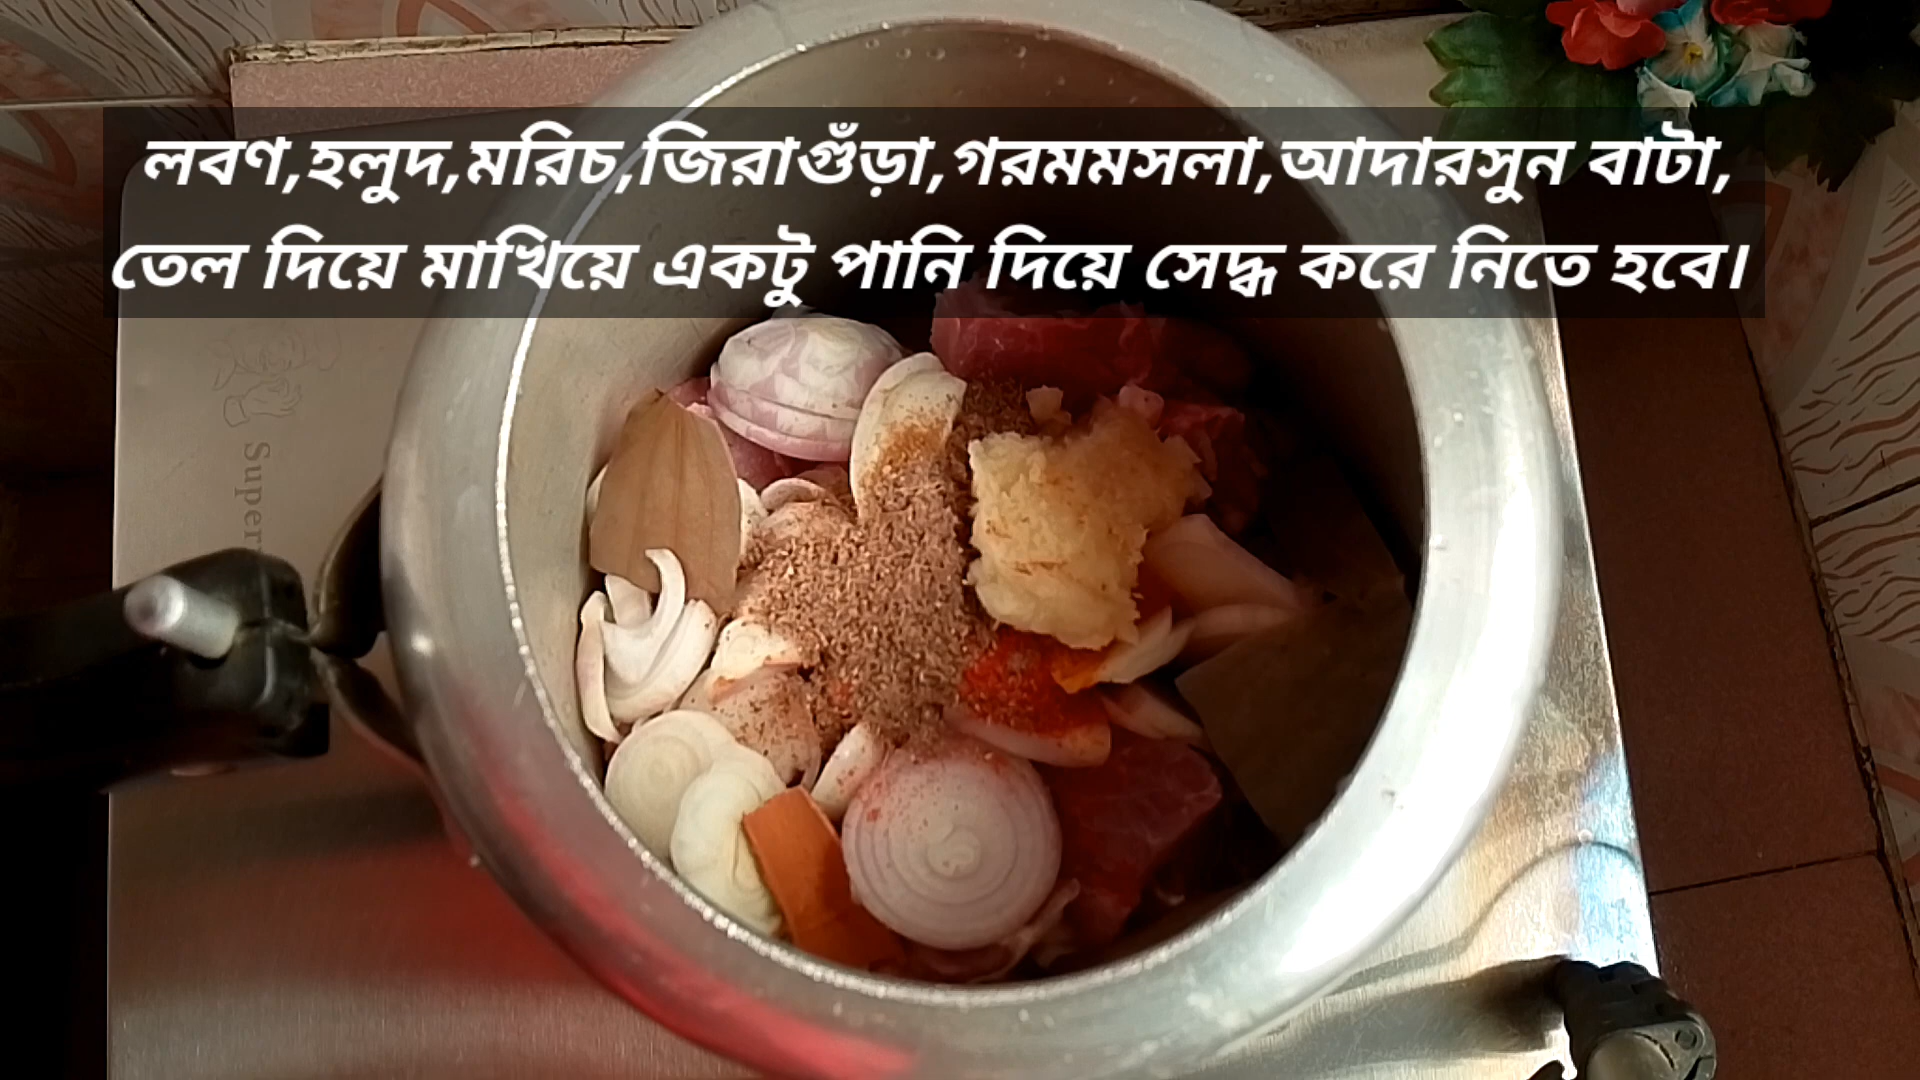 লবণ,হলুদ,মরিচ,জিরাগুঁড়া,গরমমসলা,আদারসুন বাটা,
তেল দিয়ে মাখিয়ে একটু পানি দিয়ে সেদ্ধ করে নিতে হবে।